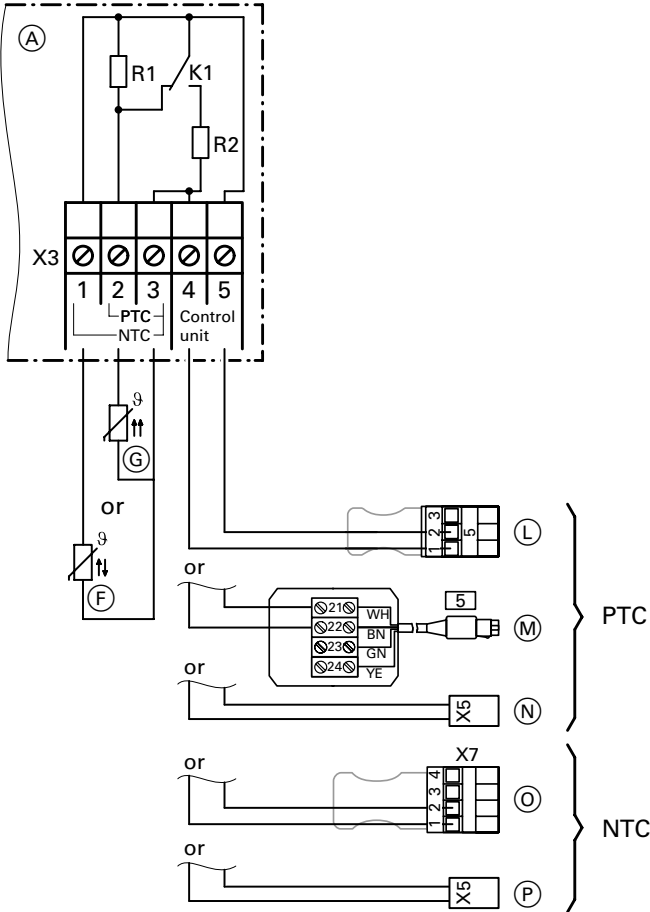 A
R1
K1
R2
X3
1 2 3 4 5
PTC
NTC
Control
unit
ϑ
G
or
ϑ
F
1 2 3
5
L
or
21
22
23
24
WH
BN
GN
YE
5
M
PTC
or
X5
N
or
X7
1 2 3 4
O
NTC
or
X5
P